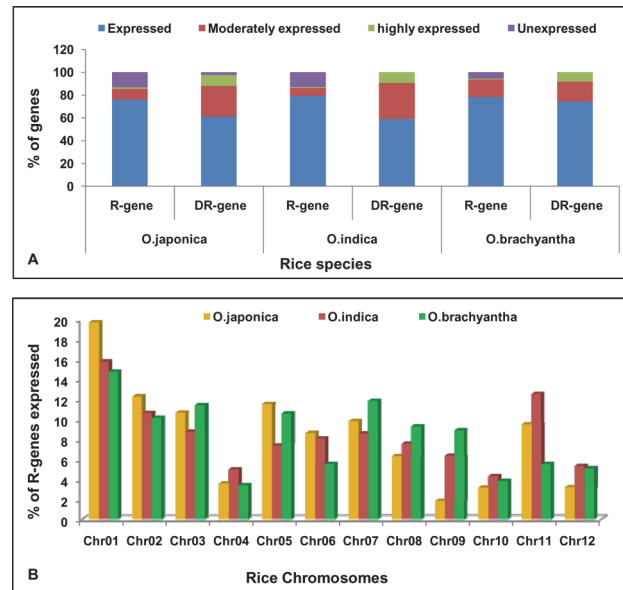 Expressed Moderately expressed highly expressed Unexpressed
120
100
80
60
40
20
0
% of genes
R-gene DR-gene R-gene DR-gene R-gene DR-gene
O.japonica O.indica O.brachyantha
A
Rice species
O.japonica O.indica O.brachyantha
20
18
16
14
12
10
8
6
4
2
0
% of R-genes expressed
Chr01 Chr02 Chr03 Chr04 Chr05 Chr06 Chr07 Chr08 Chr09 Chr10 Chr11 Chr12
B
Rice Chromosomes